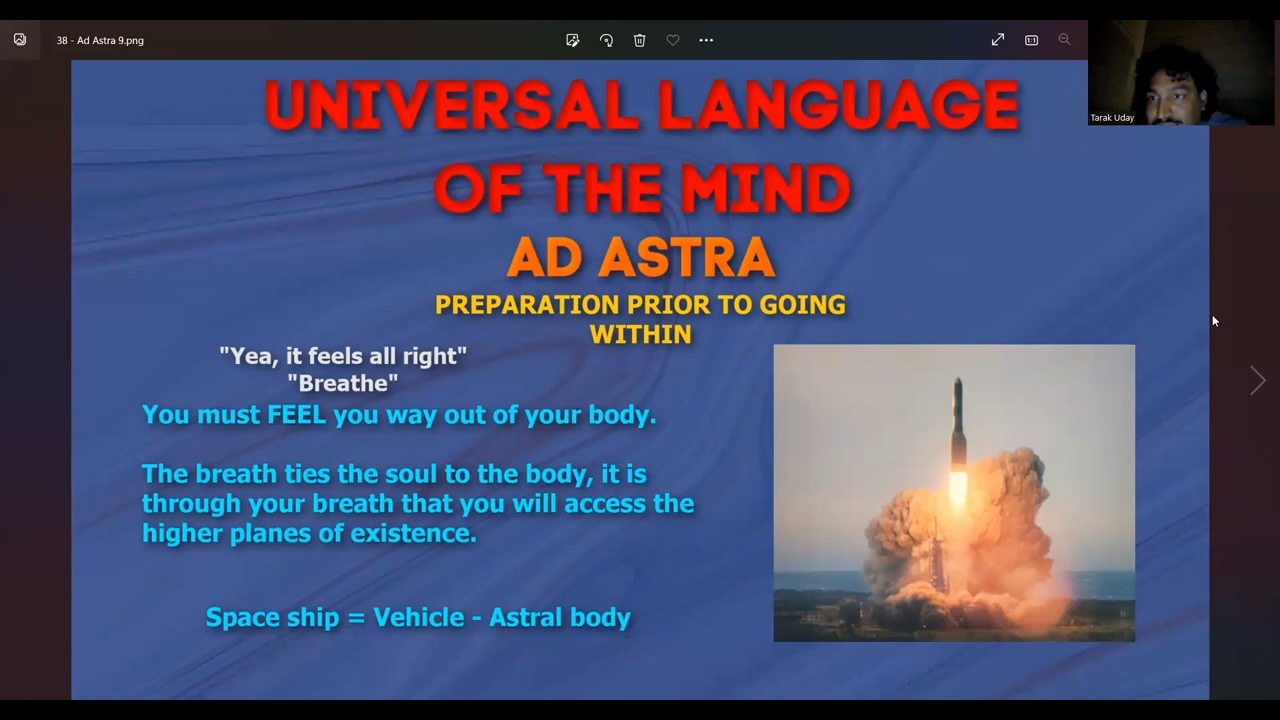 38 - Ad Astra 9.png
Tarak Uday
UNIVERSAL LANGUAGE
OF THE MIND
AD ASTRA
PREPARATION PRIOR TO GOING
WITHIN
"Yea, it feels all right"
"Breathe"
You must FEEL you way out of your body.
The breath ties the soul to the body, it is
through your breath that you will access the
higher planes of existence.
Space ship = Vehicle - Astral body